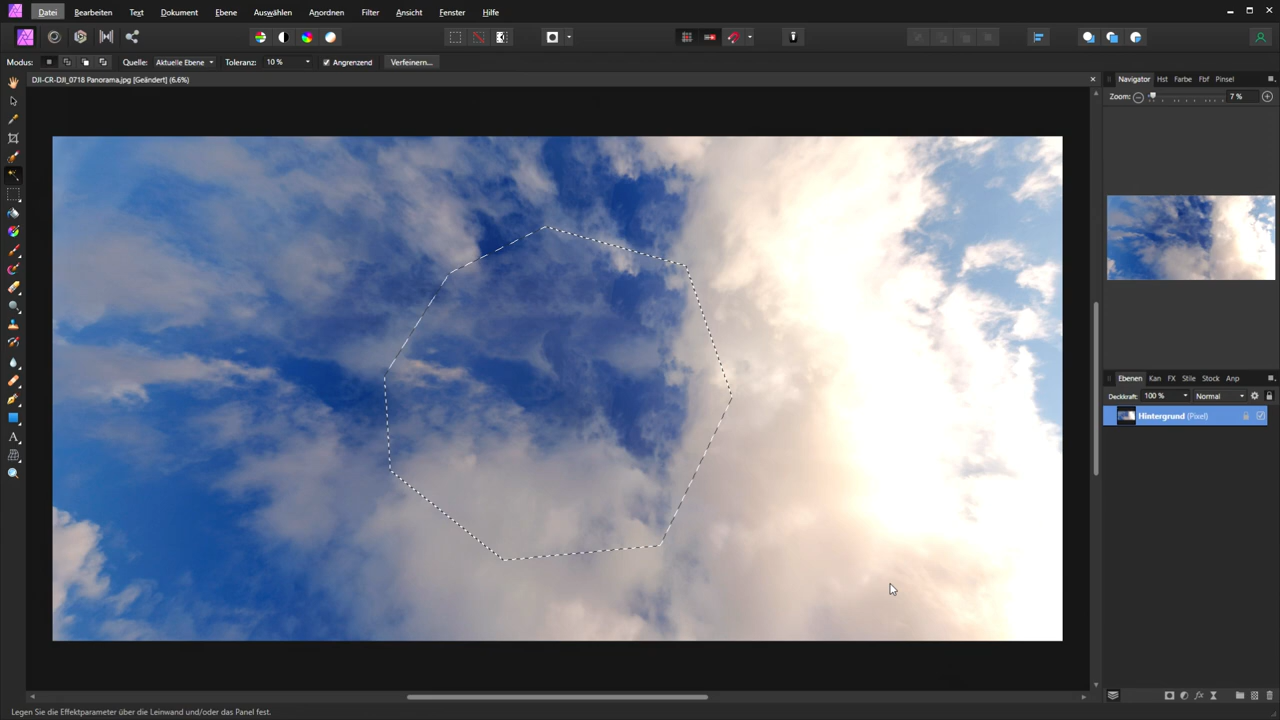 Datei Bearbeiten Text Dokument Ebene Auswählen Anordnen Filter Ansicht Fenster Hilfe
Modus: Quelle: Aktuelle Ebene Toleranz: 10 % Angrenzend Verfeinern...
DJI-CR-DJI_0718 Panorama.jpg [Geändert] (6.6%)
Navigator Hst Farbe Fbf Pinsel
Zoom: 7 %
Ebenen Kan FX Stile Stock Anp
Deckkraft: 100 % Normal
Hintergrund (Pixel)
Legen Sie die Effektparameter über die Leinwand und/oder das Panel fest.